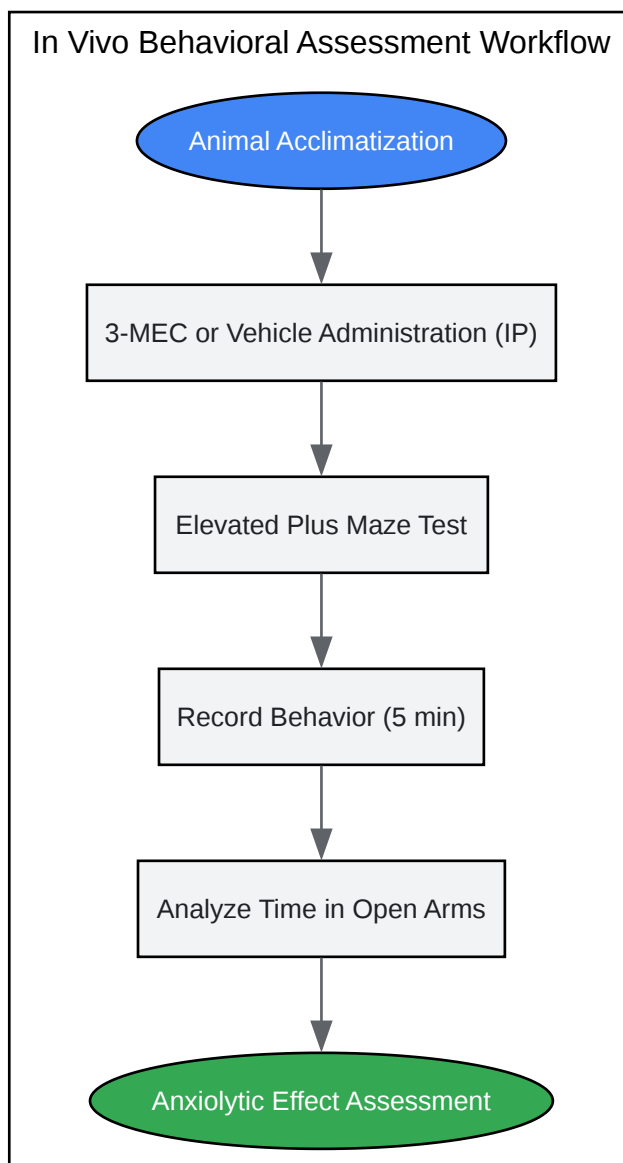 In Vivo Behavioral Assessment Workflow
Animal Acclimatization
3-MEC or Vehicle Administration (IP)
Elevated Plus Maze Test
Record Behavior (5 min)
Analyze Time in Open Arms
Anxiolytic Effect Assessment